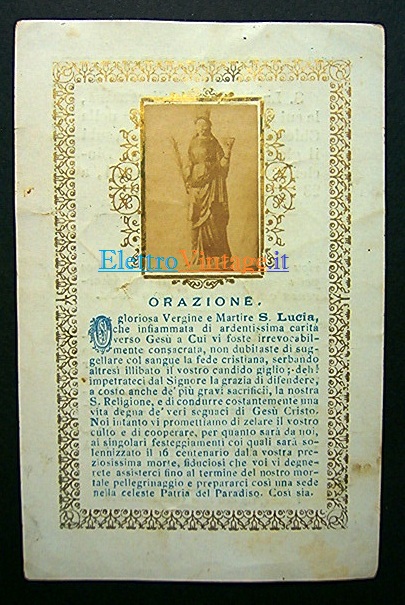 ElettroVintage.it
ORAZIONE.
O gloriosa Vergine e Martire S. Lucia,
che infiammata di ardentissima carità
verso Gesù a Cui vi foste irrevocabil-
mente consacrata, non dubitaste di sug-
gellare col sangue la fede cristiana, serbando
altresì illibato il vostro candido giglio; deh!
impetrateci dal Signore la grazia di difendere,
a costo anche de' più gravi sacrificii, la nostra
S. Religione, e di condurre costantemente una
vita degna de' veri seguaci di Gesù Cristo.
Noi intanto vi promettiamo di zelare il vostro
culto e di cooperare, per quanto sarà da noi,
ai singolari festeggiamenti coi quali sarà so-
lennizzato il 16 centenario dalla vostra pre-
ziosissima morte, fiduciosi che voi vi degne-
rete assisterci fino al termine del nostro mor-
tale pellegrinaggio e prepararci così una sede
nella celeste Patria del Paradiso. Così sia.